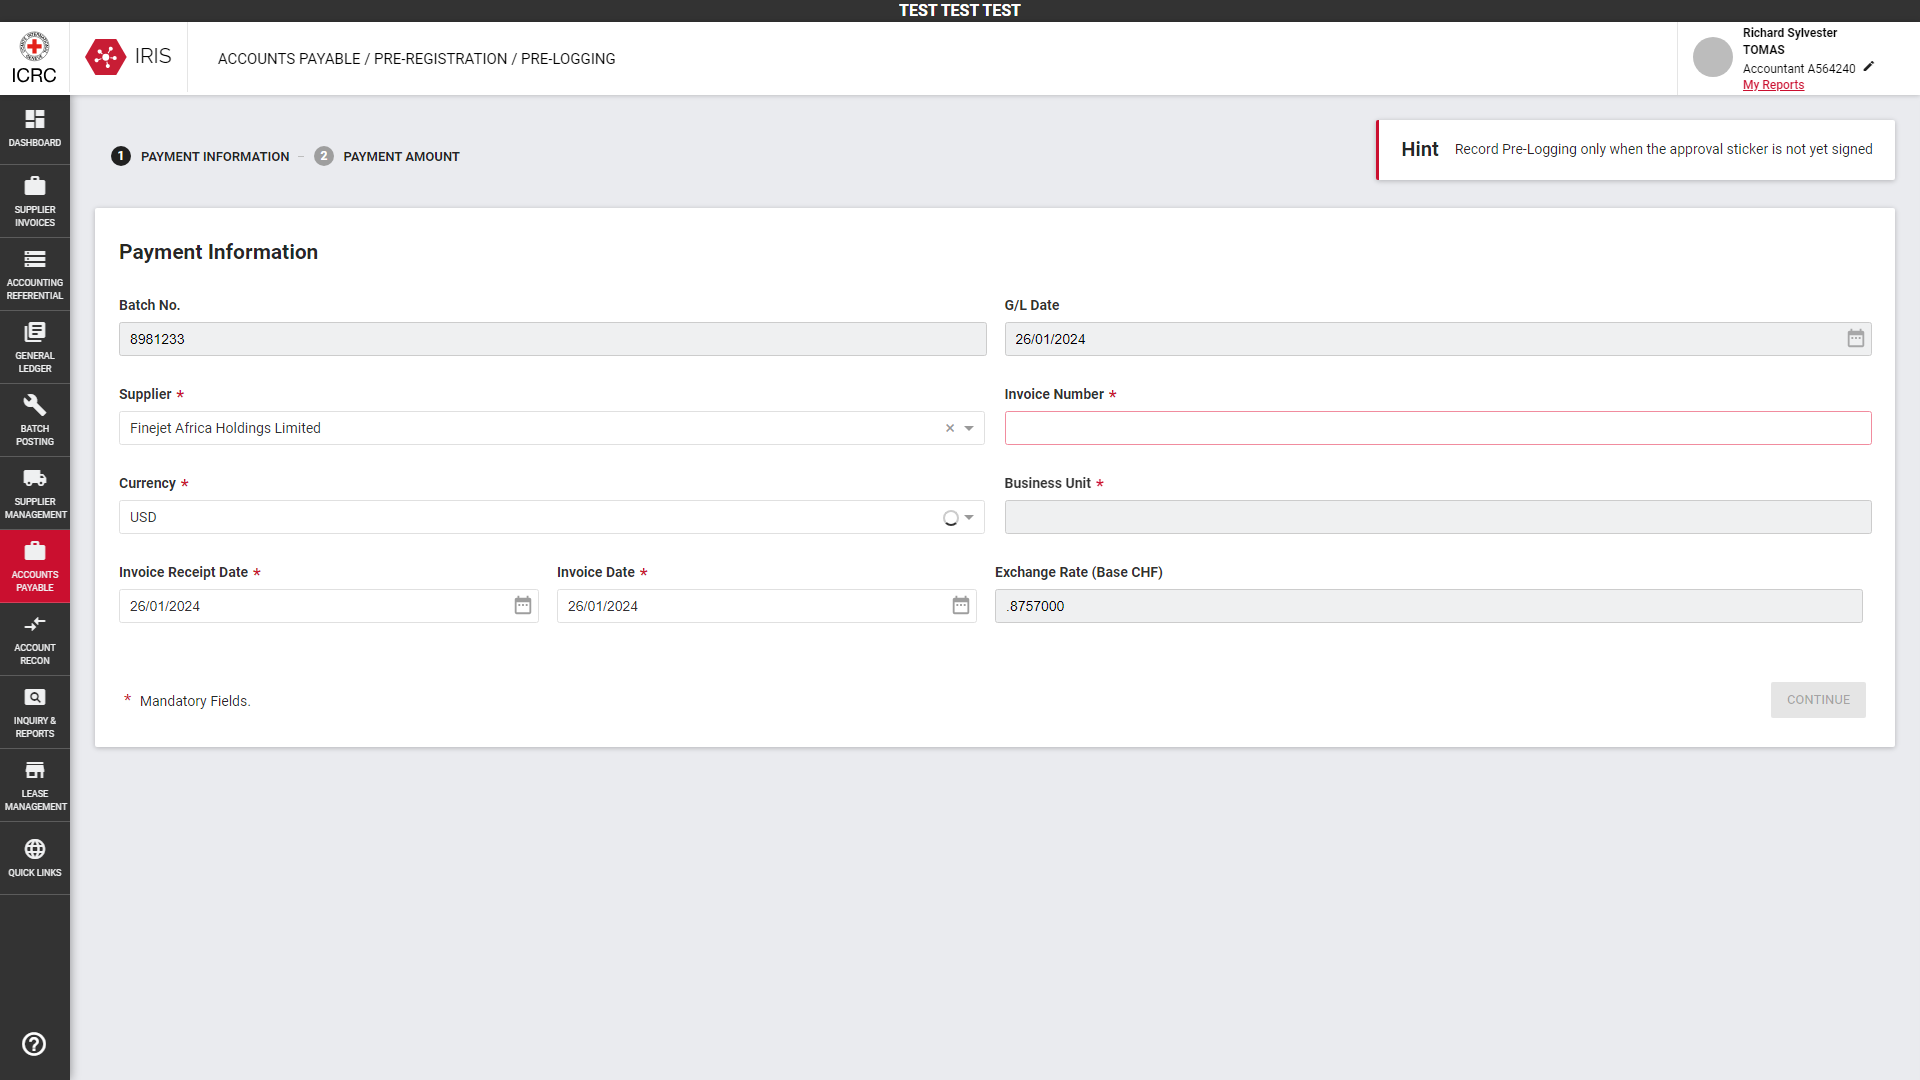 TEST TEST TEST
ICRC
IRIS
ACCOUNTS PAYABLE / PRE-REGISTRATION / PRE-LOGGING
Richard Sylvester
TOMAS
Accountant A564240
My Reports
DASHBOARD
SUPPLIER
INVOICES
ACCOUNTING
REFERENTIAL
GENERAL
LEDGER
BATCH
POSTING
SUPPLIER
MANAGEMENT
ACCOUNTS
PAYABLE
ACCOUNT
RECON
INQUIRY &
REPORTS
LEASE
MANAGEMENT
QUICK LINKS
1 PAYMENT INFORMATION – 2 PAYMENT AMOUNT
Hint Record Pre-Logging only when the approval sticker is not yet signed
Payment Information
Batch No.
8981233
G/L Date
26/01/2024
Supplier *
Finejet Africa Holdings Limited
Invoice Number *
Currency *
USD
Business Unit *
Invoice Receipt Date *
26/01/2024
Invoice Date *
26/01/2024
Exchange Rate (Base CHF)
.8757000
* Mandatory Fields.
CONTINUE